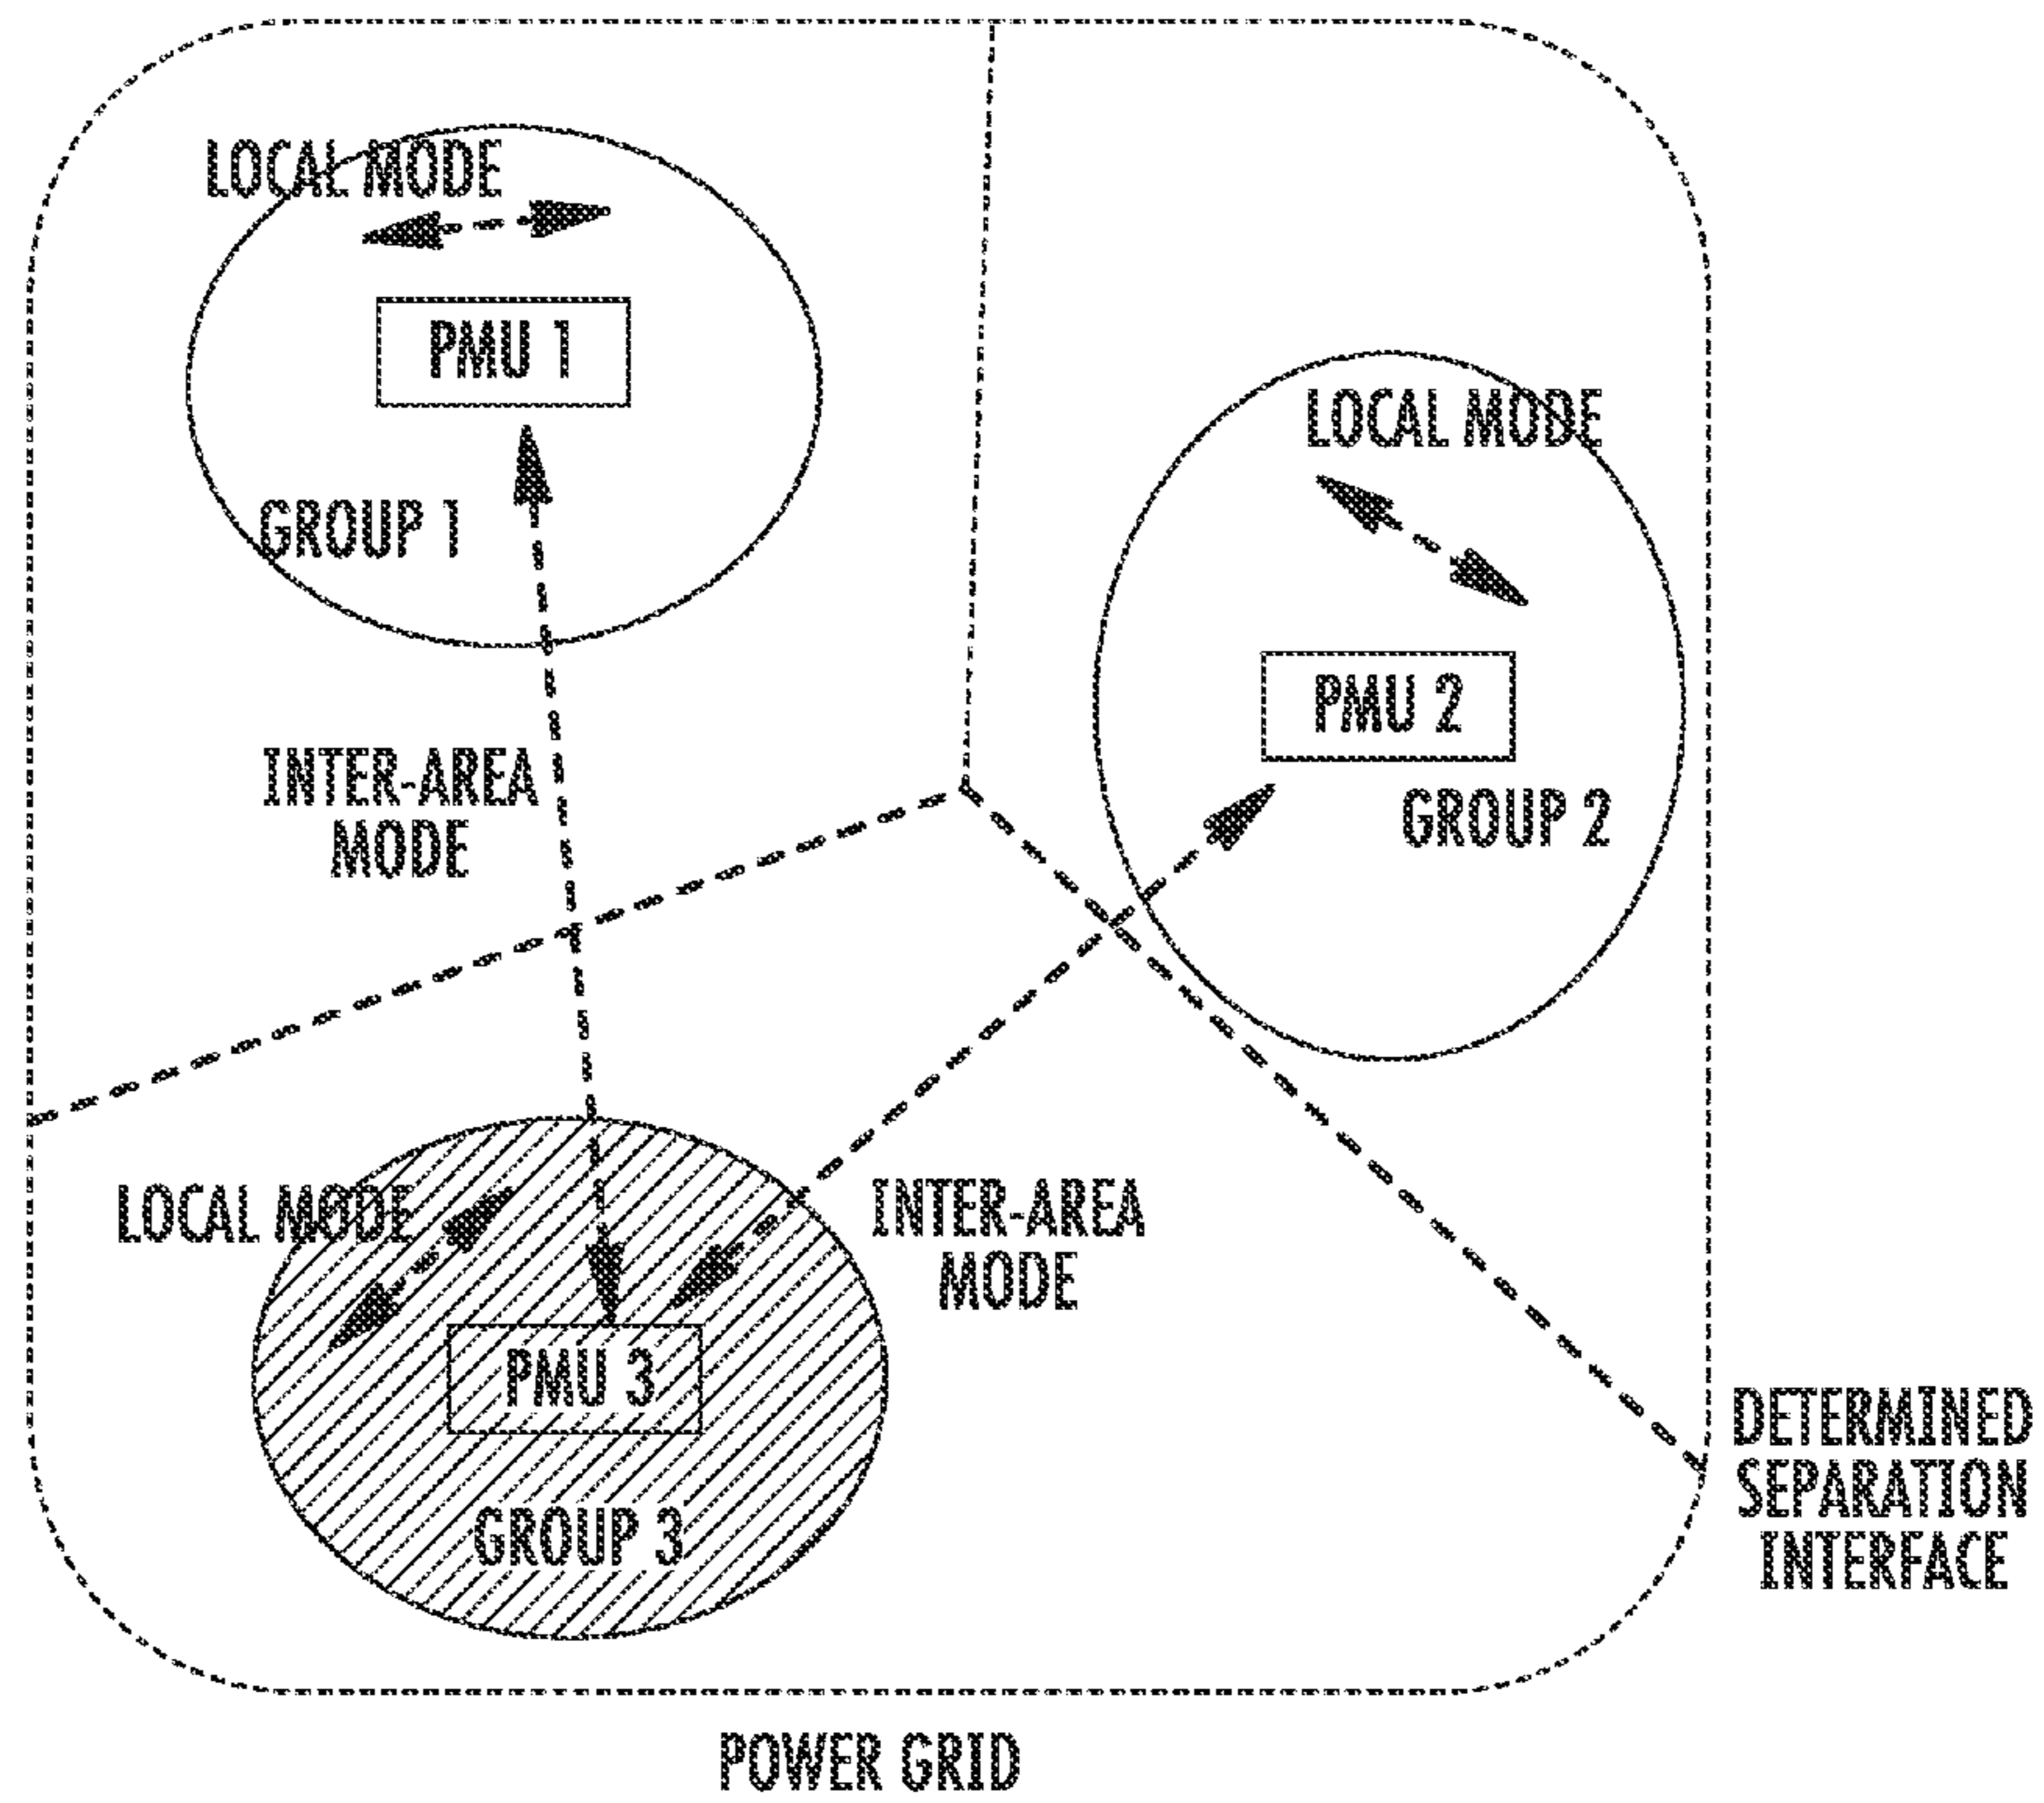 LOCAL MODE
PMU 1
GROUP 1
LOCAL MODE
PMU 2
GROUP 2
INTER-AREA
MODE
LOCAL MODE
INTER-AREA
MODE
PMU 3
GROUP 3
DETERMINED
SEPARATION
INTERFACE
POWER GRID